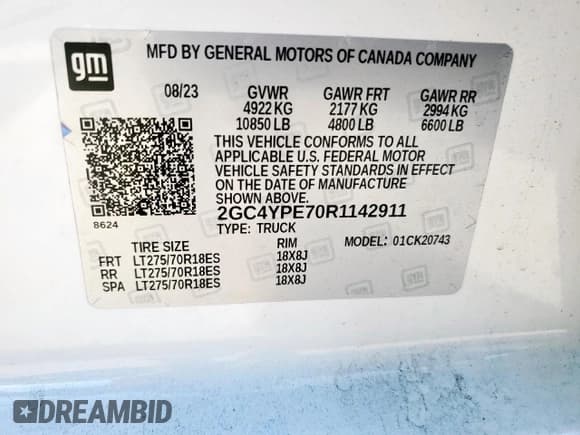 gm
MFD BY GENERAL MOTORS OF CANADA COMPANY
08/23 GVWR GAWR FRT GAWR RR
4922 KG 2177 KG 2994 KG
10850 LB 4800 LB 6600 LB
THIS VEHICLE CONFORMS TO ALL
APPLICABLE U.S. FEDERAL MOTOR
VEHICLE SAFETY STANDARDS IN EFFECT
ON THE DATE OF MANUFACTURE
SHOWN ABOVE.
8624 2GC4YPE70R1142911
TYPE: TRUCK
TIRE SIZE RIM MODEL: 01CK20743
FRT LT275/70R18ES 18X8J
RR LT275/70R18ES 18X8J
SPA LT275/70R18ES 18X8J
DREAMBID